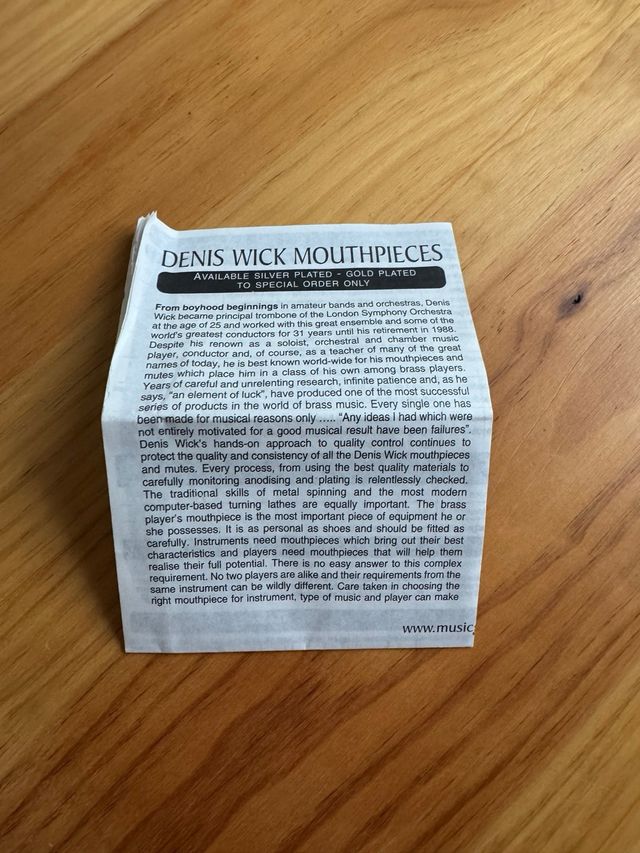 DENIS WICK MOUTHPIECES
AVAILABLE SILVER PLATED - GOLD PLATED
TO SPECIAL ORDER ONLY
From boyhood beginnings in amateur bands and orchestras, Denis
Wick became principal trombone of the London Symphony Orchestra
at the age of 25 and worked with this great ensemble and some of the
world's greatest conductors for 31 years until his retirement in 1988.
Despite his renown as a soloist, orchestral and chamber music
player, conductor and, of course, as a teacher of many of the great
names of today, he is best known world-wide for his mouthpieces and
mutes which place him in a class of his own among brass players.
Years of careful and unrelenting research, infinite patience and, as he
says, "an element of luck", have produced one of the most successful
series of products in the world of brass music. Every single one has
been made for musical reasons only ..... "Any ideas I had which were
not entirely motivated for a good musical result have been failures".
Denis Wick's hands-on approach to quality control continues to
protect the quality and consistency of all the Denis Wick mouthpieces
and mutes. Every process, from using the best quality materials to
carefully monitoring anodising and plating is relentlessly checked.
The traditional skills of metal spinning and the most modern
computer-based turning lathes are equally important. The brass
player's mouthpiece is the most important piece of equipment he or
she possesses. It is as personal as shoes and should be fitted as
carefully. Instruments need mouthpieces which bring out their best
characteristics and players need mouthpieces that will help them
realise their full potential. There is no easy answer to this complex
requirement. No two players are alike and their requirements from the
same instrument can be wildly different. Care taken in choosing the
right mouthpiece for instrument, type of music and player can make
www.music